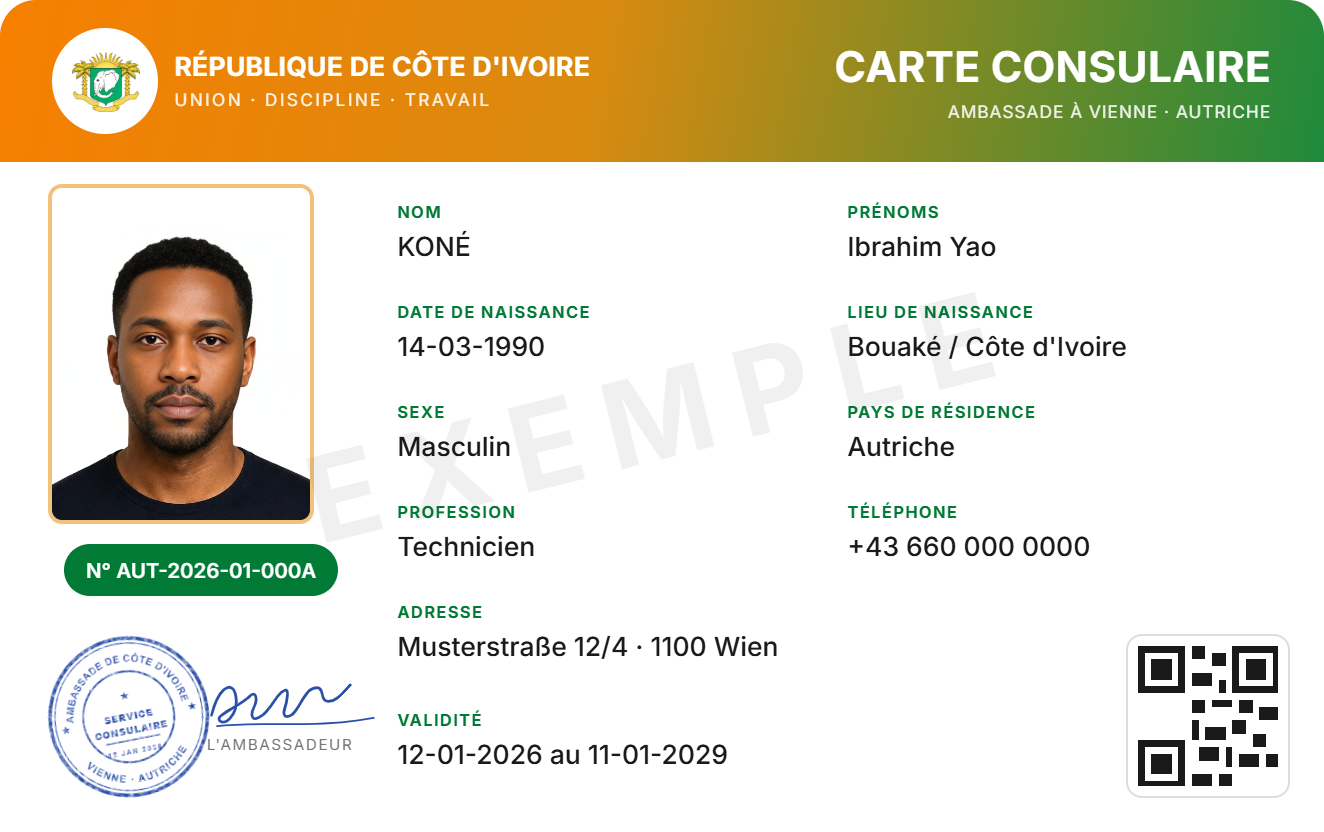 RÉPUBLIQUE DE CÔTE D'IVOIRE
UNION · DISCIPLINE · TRAVAIL
CARTE CONSULAIRE
AMBASSADE À VIENNE · AUTRICHE
NOM
KONÉ
PRÉNOMS
Ibrahim Yao
DATE DE NAISSANCE
14-03-1990
LIEU DE NAISSANCE
Bouaké / Côte d'Ivoire
SEXE
Masculin
PAYS DE RÉSIDENCE
Autriche
PROFESSION
Technicien
TÉLÉPHONE
+43 660 000 0000
ADRESSE
Musterstraße 12/4 · 1100 Wien
VALIDITÉ
12-01-2026 au 11-01-2029
EXEMPLE
Nº AUT-2026-01-000A
AMBASSADE DE CÔTE D'IVOIRE
SERVICE
CONSULAIRE
JAN
VIENNE · AUTRICHE
L'AMBASSADEUR